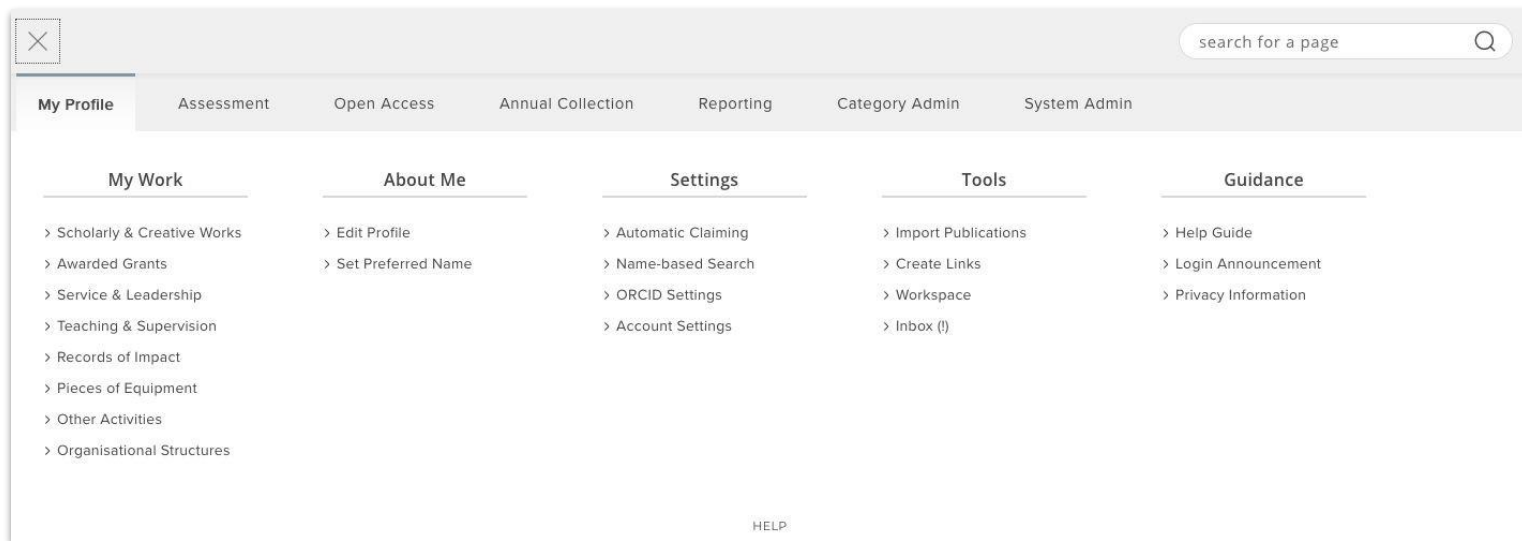 search for a page
My Profile Assessment Open Access Annual Collection Reporting Category Admin System Admin
My Work
> Scholarly & Creative Works
> Awarded Grants
> Service & Leadership
> Teaching & Supervision
> Records of Impact
> Pieces of Equipment
> Other Activities
> Organisational Structures
About Me
> Edit Profile
> Set Preferred Name
Settings
> Automatic Claiming
> Name-based Search
> ORCID Settings
> Account Settings
Tools
> Import Publications
> Create Links
> Workspace
> Inbox (!)
Guidance
> Help Guide
> Login Announcement
> Privacy Information
HELP